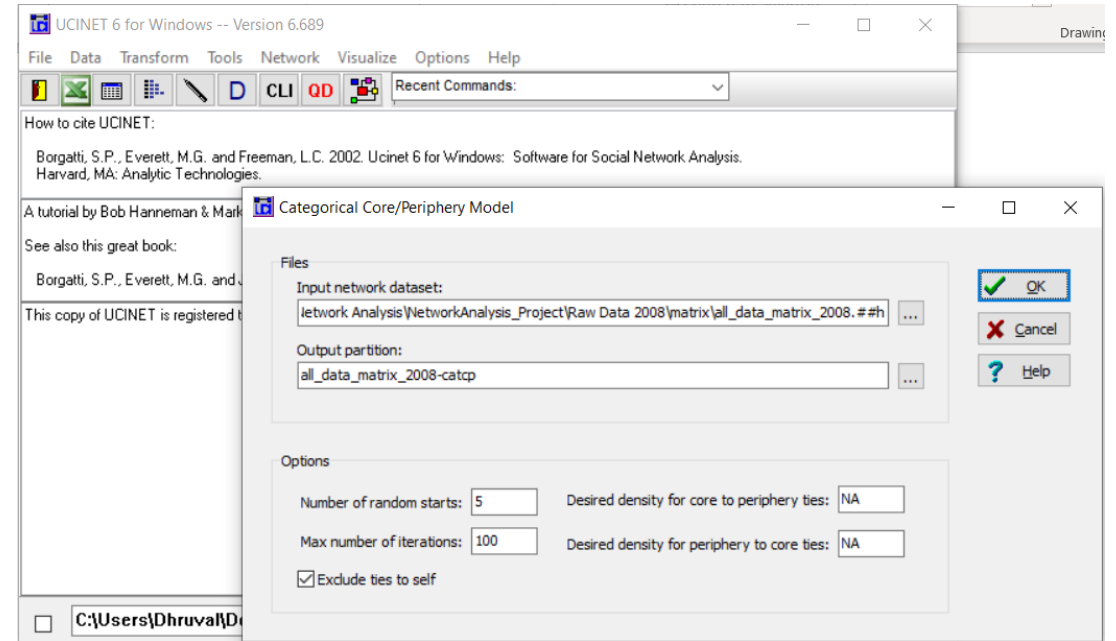 UCINET 6 for Windows -- Version 6.689
Drawing
File Data Transform Tools Network Visualize Options Help
D CLI QD Recent Commands:
How to cite UCINET:
Borgatti, S.P., Everett, M.G. and Freeman, L.C. 2002. Ucinet 6 for Windows: Software for Social Network Analysis.
Harvard, MA: Analytic Technologies.
A tutorial by Bob Hanneman & Mark
See also this great book:
Borgatti, S.P., Everett, M.G. and
This copy of UCINET is registered t
C:\Users\Dhruval\D
Categorical Core/Periphery Model
Files
Input network dataset:
letwork Analysis\NetworkAnalysis_Project\Raw Data 2008\matrix\all_data_matrix_2008.##h ...
Output partition:
all_data_matrix_2008-catcp ...
OK
Cancel
? Help
Options
Number of random starts: 5 Desired density for core to periphery ties: NA
Max number of iterations: 100 Desired density for periphery to core ties: NA
Exclude ties to self